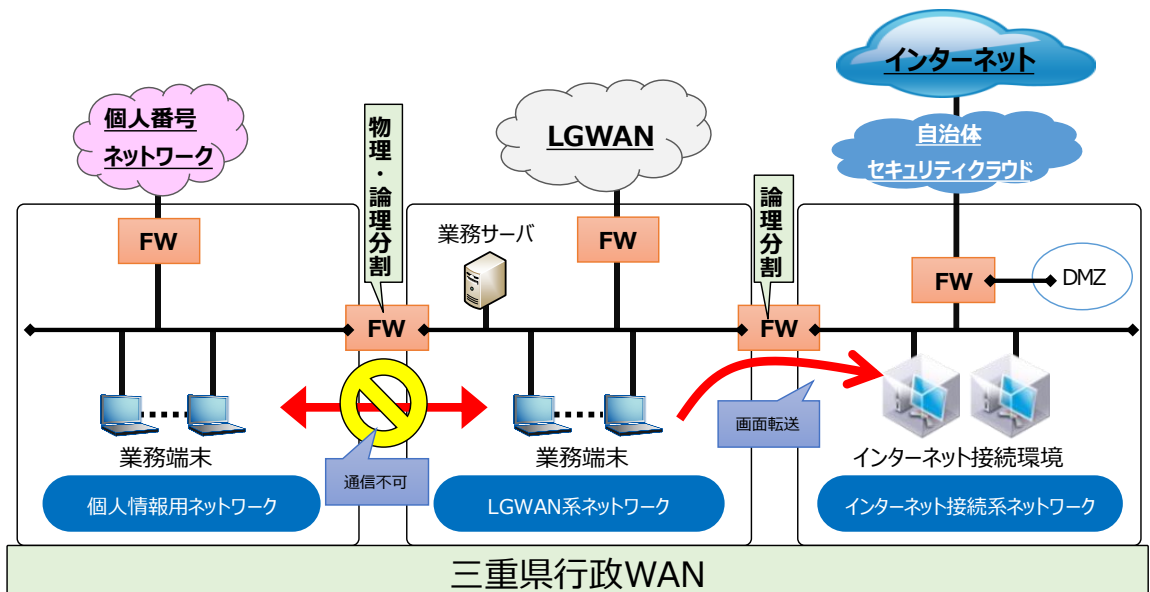 インターネット
個人番号
ネットワーク
物理・論理分割
LGWAN
自治体
セキュリティクラウド
論理分割
FW
業務サーバ
FW
FW
DMZ
FW
FW
画面転送
業務端末
業務端末
インターネット接続環境
通信不可
個人情報用ネットワーク
LGWAN系ネットワーク
インターネット接続系ネットワーク
三重県行政WAN